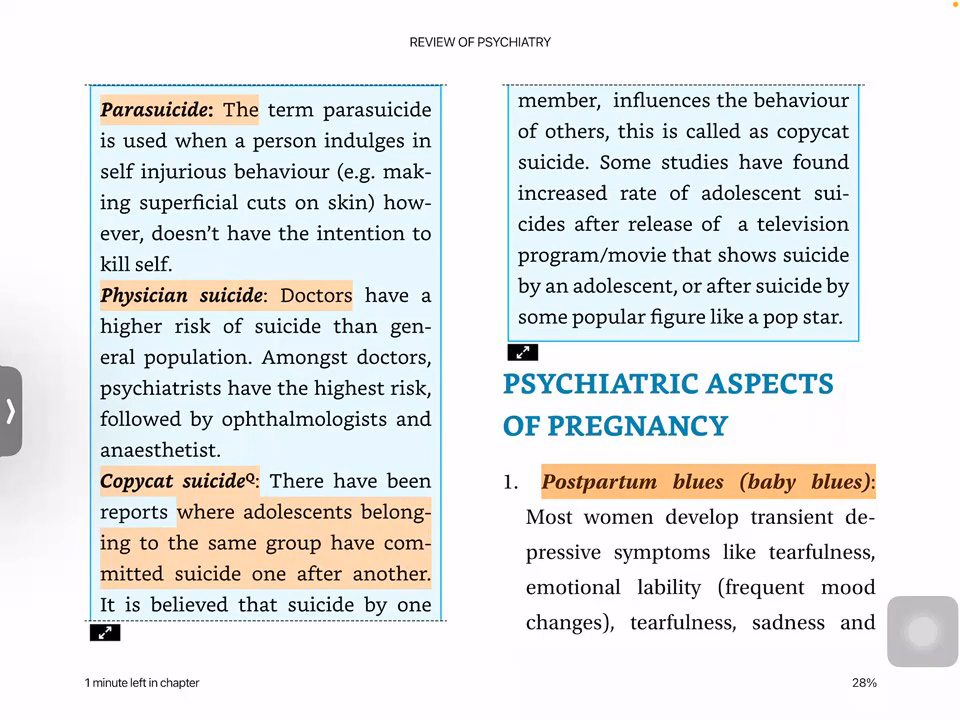 REVIEW OF PSYCHIATRY
Parasuicide: The term parasuicide
is used when a person indulges in
self injurious behaviour (e.g. mak-
ing superficial cuts on skin) how-
ever, doesn’t have the intention to
kill self.
Physician suicide: Doctors have a
higher risk of suicide than gen-
eral population. Amongst doctors,
psychiatrists have the highest risk,
followed by ophthalmologists and
anaesthetist.
Copycat suicideQ: There have been
reports where adolescents belong-
ing to the same group have com-
mitted suicide one after another.
It is believed that suicide by one
member, influences the behaviour
of others, this is called as copycat
suicide. Some studies have found
increased rate of adolescent sui-
cides after release of a television
program/movie that shows suicide
by an adolescent, or after suicide by
some popular figure like a pop star.
PSYCHIATRIC ASPECTS
OF PREGNANCY
1. Postpartum blues (baby blues):
Most women develop transient de-
pressive symptoms like tearfulness,
emotional lability (frequent mood
changes), tearfulness, sadness and
1 minute left in chapter
28%